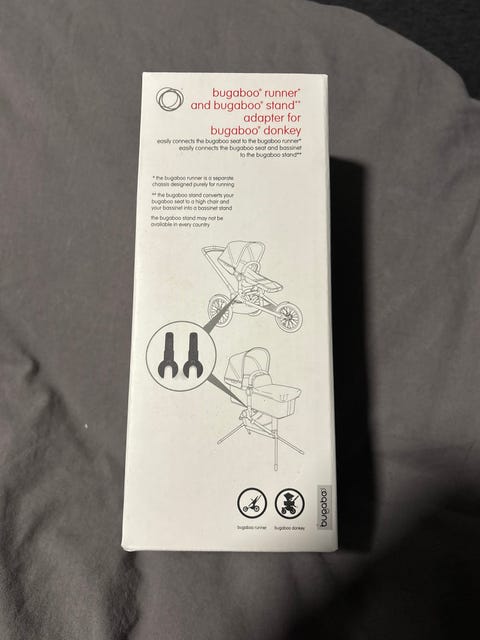 bugaboo® runner*
and bugaboo® stand**
adapter for
bugaboo® donkey
easily connects the bugaboo seat to the bugaboo runner*
easily connects the bugaboo seat and bassinet
to the bugaboo stand**
* the bugaboo runner is a separate
chassis designed purely for running
** the bugaboo stand converts your
bugaboo seat to a high chair and
your bassinet into a bassinet stand
the bugaboo stand may not be
available in every country
bugaboo runner
bugaboo donkey
bugaboo